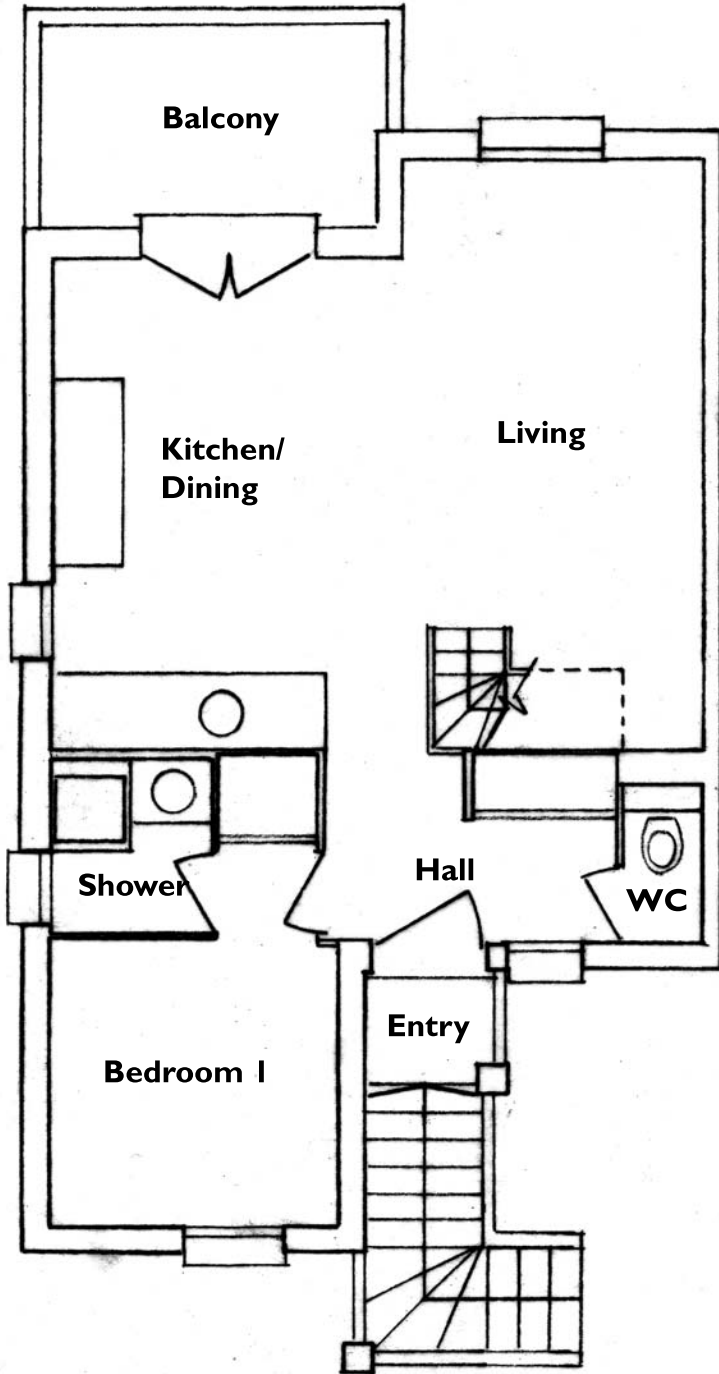 Balcony
Living
Kitchen/
Dining
Hall
Shower
WC
Entry
Bedroom 1